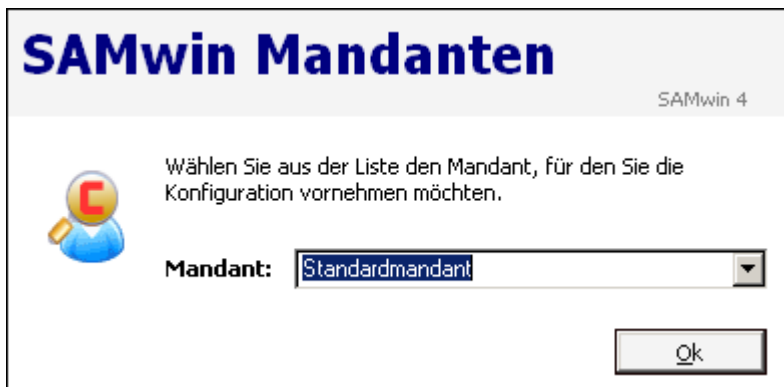 SAMwin Mandanten
SAMwin 4
Wählen Sie aus der Liste den Mandant, für den Sie die
Konfiguration vornehmen möchten.
Mandant: Standardmandant
Ok